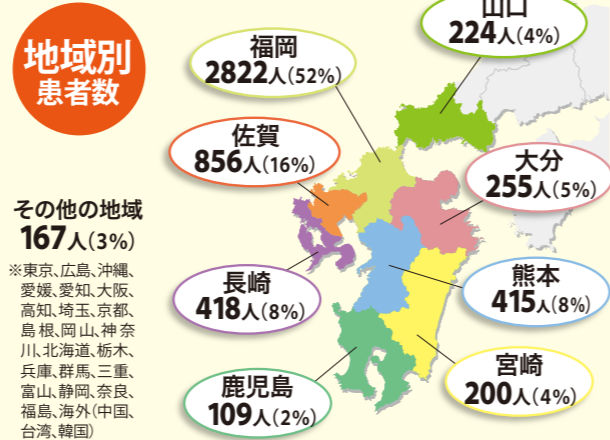 地域別
患者数
山口
224人(4%)
福岡
2822人(52%)
佐賀
856人(16%)
大分
255人(5%)
その他の地域
167人(3%)
※東京、広島、沖縄、
愛媛、愛知、大阪、
高知、埼玉、京都、
島根、岡山、神奈
川、北海道、栃木、
兵庫、群馬、三重、
富山、静岡、奈良、
福島、海外(中国、
台湾、韓国)
長崎
418人(8%)
熊本
415人(8%)
鹿児島
109人(2%)
宮崎
200人(4%)